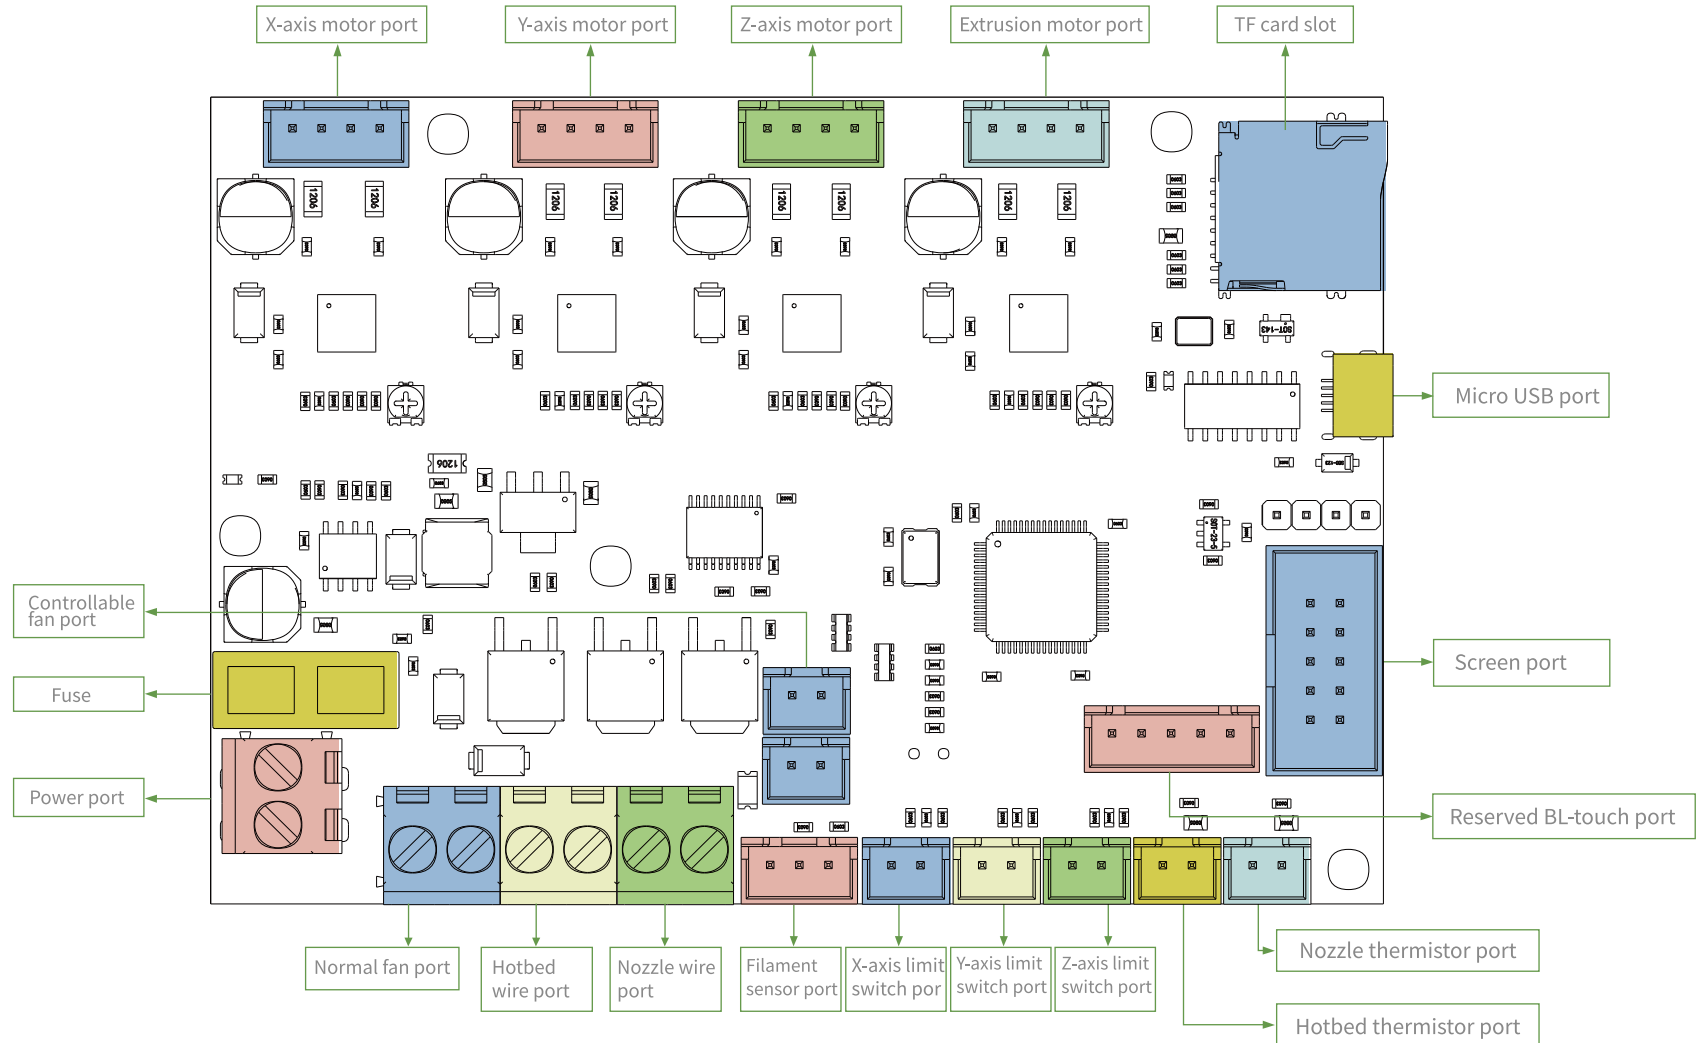 X-axis motor port
Y-axis motor port
Z-axis motor port
Extrusion motor port
TF card slot
1206
1206
1206
1206
1206
1206
1206
1206
SOT-143
Micro USB port
1206
SOT-23-5
Controllable
fan port
Fuse
Screen port
Power port
Reserved BL-touch port
Normal fan port
Hotbed
wire port
Nozzle wire
port
Filament
sensor port
X-axis limit
switch por
Y-axis limit
switch port
Z-axis limit
switch port
Nozzle thermistor port
Hotbed thermistor port